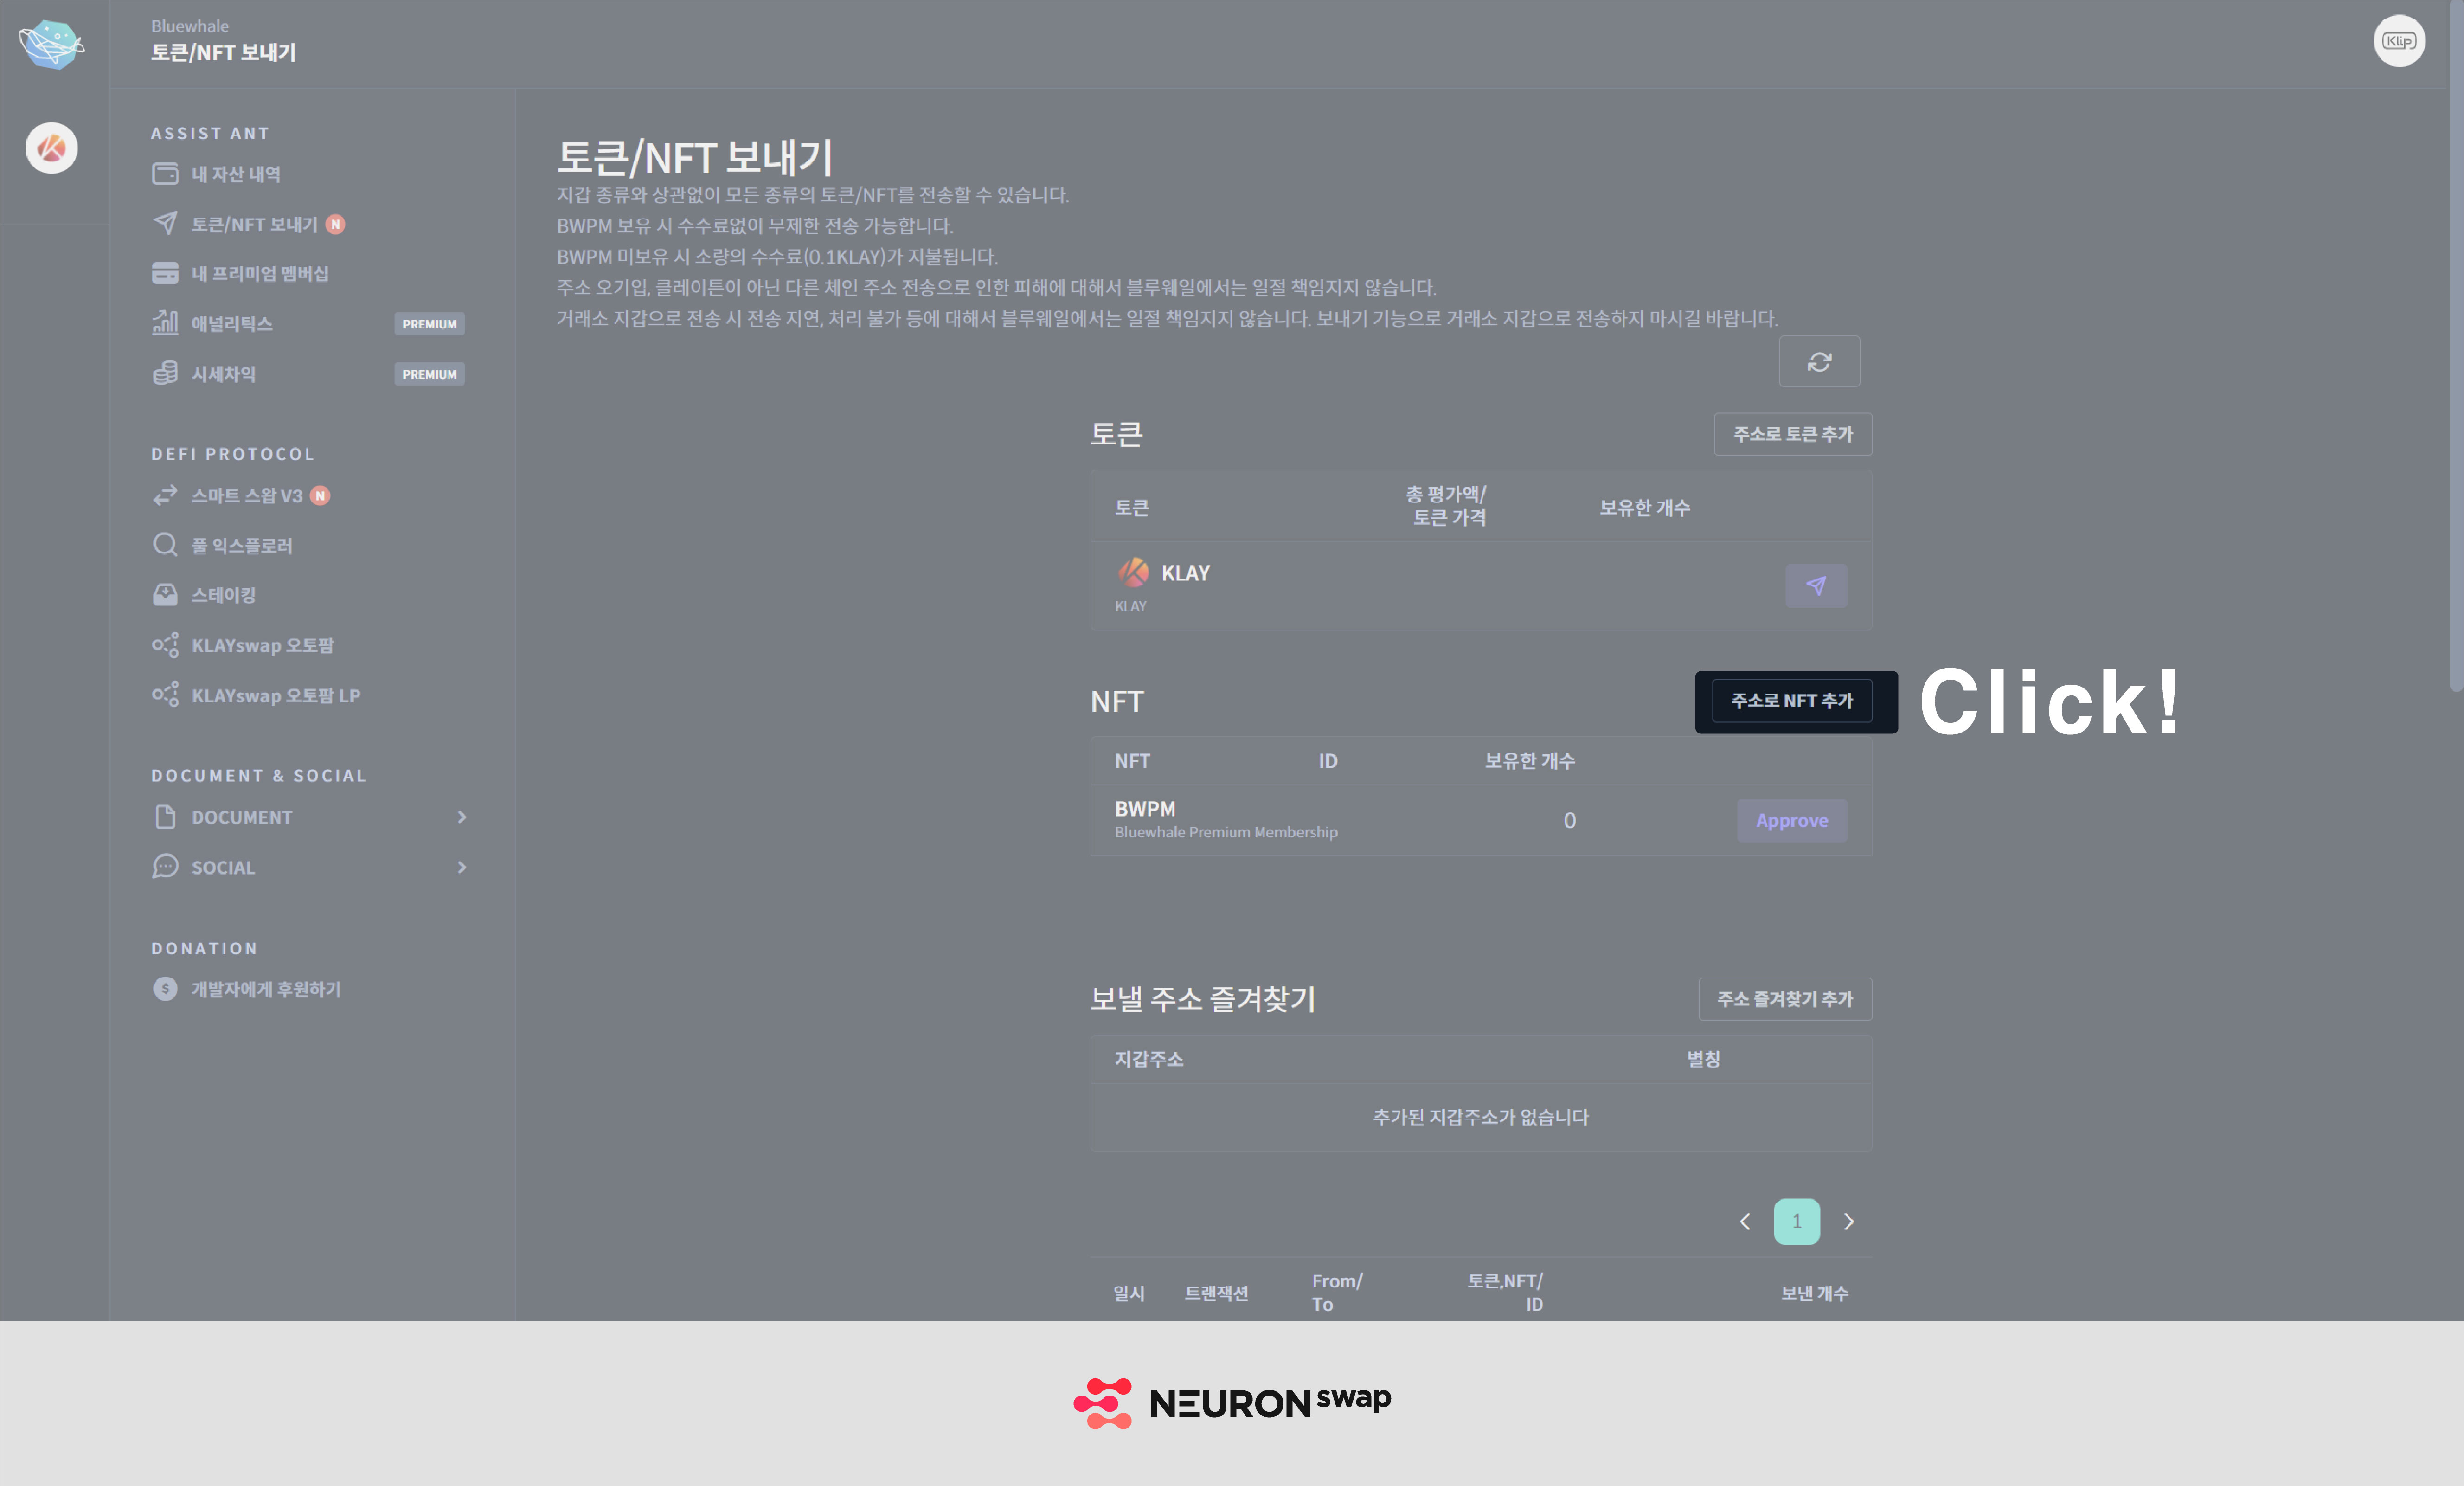 Bluewhale
토큰/NFT 보내기
Klip
ASSIST ANT
내 자산 내역
토큰/NFT 보내기 N
내 프리미엄 멤버십
애널리틱스 PREMIUM
시세차익 PREMIUM
DEFI PROTOCOL
스마트 스왑 V3 N
풀 익스플로러
스테이킹
KLAYswap 오토팜
KLAYswap 오토팜 LP
DOCUMENT & SOCIAL
DOCUMENT
SOCIAL
DONATION
개발자에게 후원하기
토큰/NFT 보내기
지갑 종류와 상관없이 모든 종류의 토큰/NFT를 전송할 수 있습니다.
BWPM 보유 시 수수료없이 무제한 전송 가능합니다.
BWPM 미보유 시 소량의 수수료(0.1KLAY)가 지불됩니다.
주소 오기입, 클레이튼이 아닌 다른 체인 주소 전송으로 인한 피해에 대해서 블루웨일에서는 일절 책임지지 않습니다.
거래소 지갑으로 전송 시 전송 지연, 처리 불가 등에 대해서 블루웨일에서는 일절 책임지지 않습니다. 보내기 기능으로 거래소 지갑으로 전송하지 마시길 바랍니다.
토큰 주소로 토큰 추가
토큰 총 평가액/ 보유한 개수
토큰 가격
KLAY
KLAY
NFT 주소로 NFT 추가 Click!
NFT ID 보유한 개수
BWPM
Bluewhale Premium Membership 0 Approve
보낼 주소 즐겨찾기 주소 즐겨찾기 추가
지갑주소 별칭
추가된 지갑주소가 없습니다
1
일시 트랜잭션 From/ 토큰,NFT/ 보낸 개수
To ID
NEURON swap